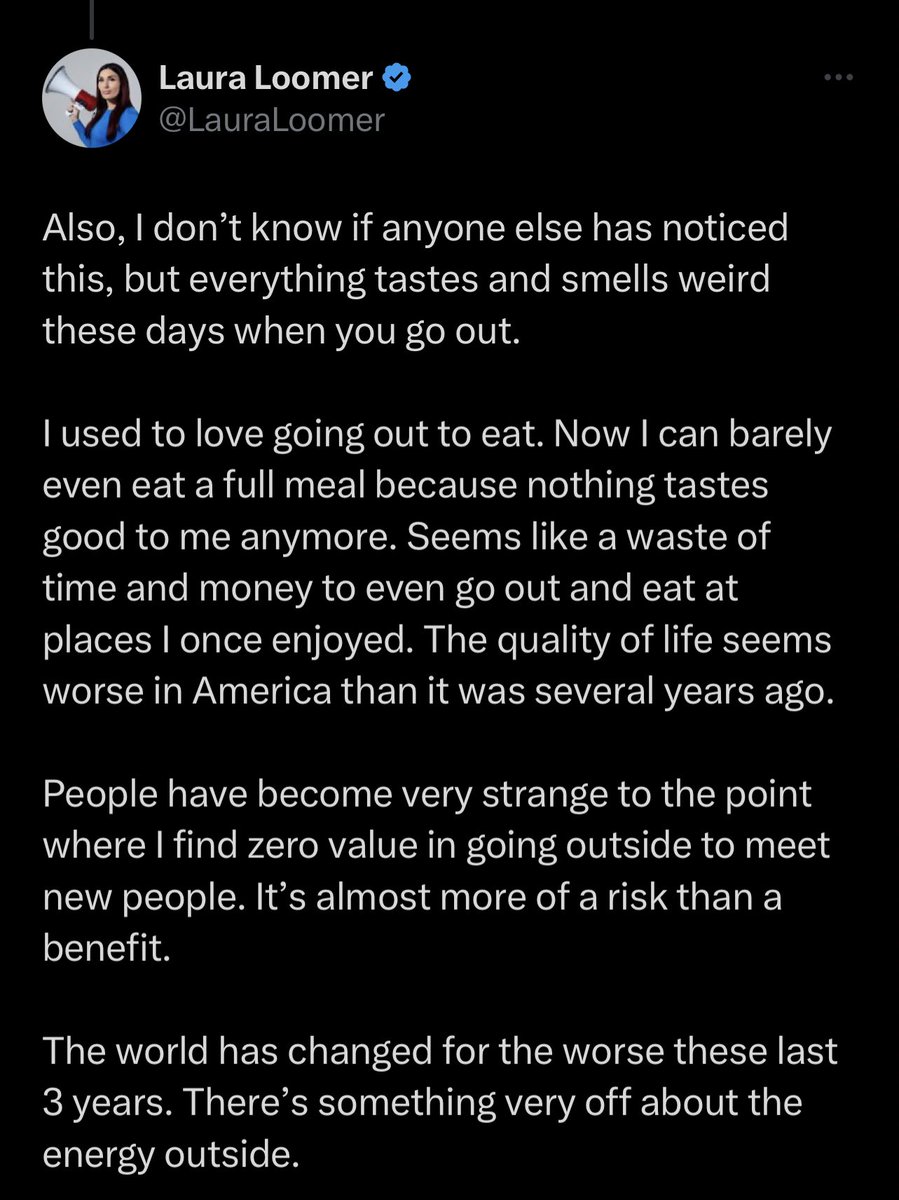 Laura Loomer
@LauraLoomer
Also, I don’t know if anyone else has noticed
this, but everything tastes and smells weird
these days when you go out.
I used to love going out to eat. Now I can barely
even eat a full meal because nothing tastes
good to me anymore. Seems like a waste of
time and money to even go out and eat at
places I once enjoyed. The quality of life seems
worse in America than it was several years ago.
People have become very strange to the point
where I find zero value in going outside to meet
new people. It’s almost more of a risk than a
benefit.
The world has changed for the worse these last
3 years. There’s something very off about the
energy outside.